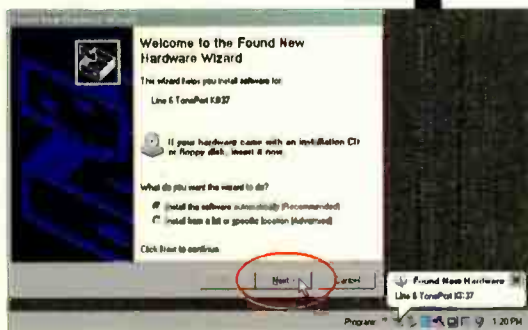 Welcome to the Found New
Hardware Wizard
This wizard helps you install software for:
Line 6 TonePort KB37
If your hardware came with an installation CD
or floppy disk, insert it now.
What do you want the wizard to do?
Install the software automatically (Recommended)
Install from a list or specific location (Advanced)
Click Next to continue.
Next >
Cancel
Found New Hardware
Line 6 TonePort KB37
1:20 PM